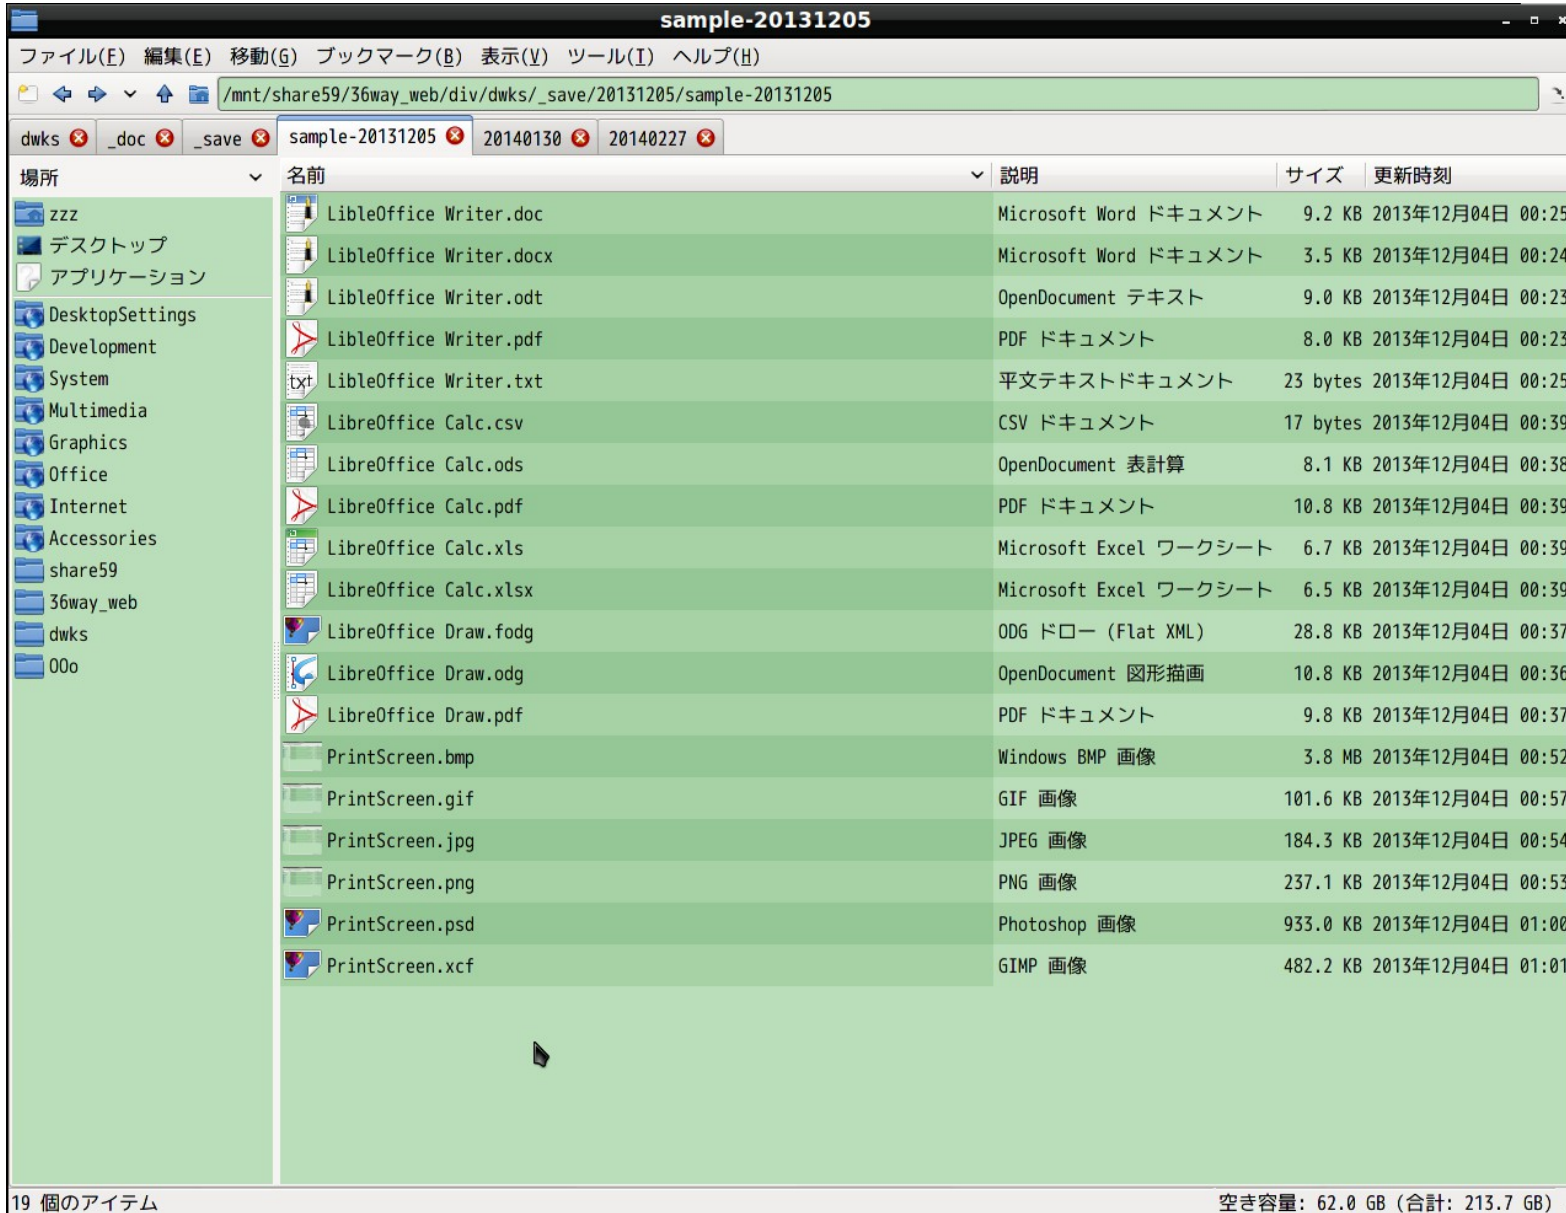 sample-20131205
ファイル(F) 編集(E) 移動(G) ブックマーク(B) 表示(V) ツール(T) ヘルプ(H)
/mnt/share59/36way_web/div/dwks/_save/20131205/sample-20131205
dwks _doc _save sample-20131205 20140130 20140227
場所 名前 説明 サイズ 更新時刻
zzz
デスクトップ
アプリケーション
DesktopSettings
Development
System
Multimedia
Graphics
Office
Internet
Accessories
share59
36way_web
dwks
OOo
LibleOffice Writer.doc Microsoft Word ドキュメント 9.2 KB 2013年12月04日 00:25
LibleOffice Writer.docx Microsoft Word ドキュメント 3.5 KB 2013年12月04日 00:24
LibleOffice Writer.odt OpenDocument テキスト 9.0 KB 2013年12月04日 00:23
LibleOffice Writer.pdf PDF ドキュメント 8.0 KB 2013年12月04日 00:23
txt LibleOffice Writer.txt 平文テキストドキュメント 23 bytes 2013年12月04日 00:25
LibreOffice Calc.csv CSV ドキュメント 17 bytes 2013年12月04日 00:39
LibreOffice Calc.ods OpenDocument 表計算 8.1 KB 2013年12月04日 00:38
LibreOffice Calc.pdf PDF ドキュメント 10.8 KB 2013年12月04日 00:39
LibreOffice Calc.xls Microsoft Excel ワークシート 6.7 KB 2013年12月04日 00:39
LibreOffice Calc.xlsx Microsoft Excel ワークシート 6.5 KB 2013年12月04日 00:39
LibreOffice Draw.fodg ODG ドロー (Flat XML) 28.8 KB 2013年12月04日 00:37
LibreOffice Draw.odg OpenDocument 図形描画 10.8 KB 2013年12月04日 00:36
LibreOffice Draw.pdf PDF ドキュメント 9.8 KB 2013年12月04日 00:37
PrintScreen.bmp Windows BMP 画像 3.8 MB 2013年12月04日 00:52
PrintScreen.gif GIF 画像 101.6 KB 2013年12月04日 00:57
PrintScreen.jpg JPEG 画像 184.3 KB 2013年12月04日 00:54
PrintScreen.png PNG 画像 237.1 KB 2013年12月04日 00:53
PrintScreen.psd Photoshop 画像 933.0 KB 2013年12月04日 01:00
PrintScreen.xcf GIMP 画像 482.2 KB 2013年12月04日 01:01
19 個のアイテム 空き容量: 62.0 GB (合計: 213.7 GB)